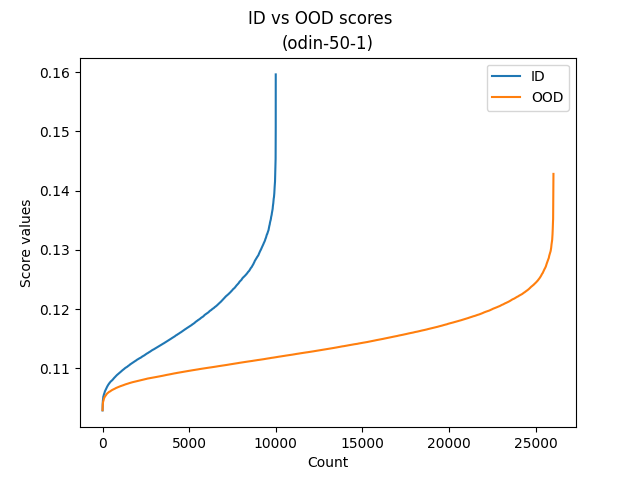 ID vs OOD scores
(odin-50-1)
ID
OOD
0.16
0.15
0.14
0.13
0.12
0.11
Score values
0
5000
10000
15000
20000
25000
Count